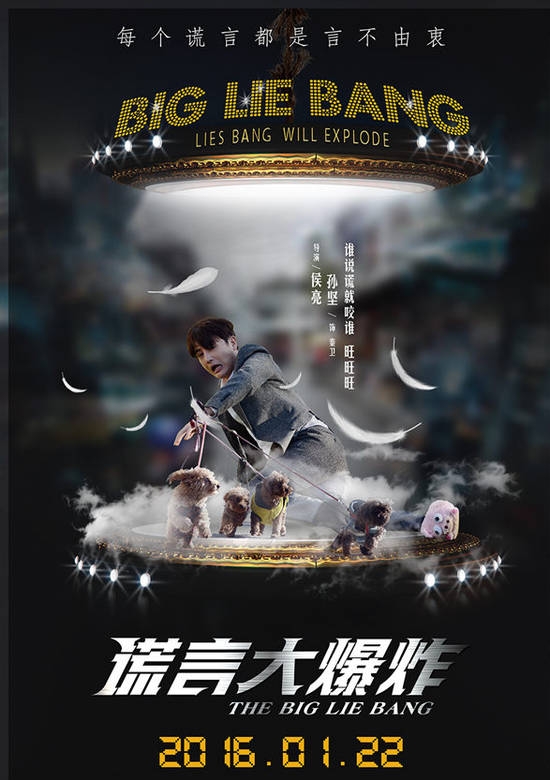 每个谎言都是言不由衷
BIG LIE BANG
LIES BANG WILL EXPLODE
谁说谎就咬谁 旺旺旺
孙坚/饰 秦卫
导演/侯亮
谎言大爆炸
THE BIG LIE BANG
2016.01.22